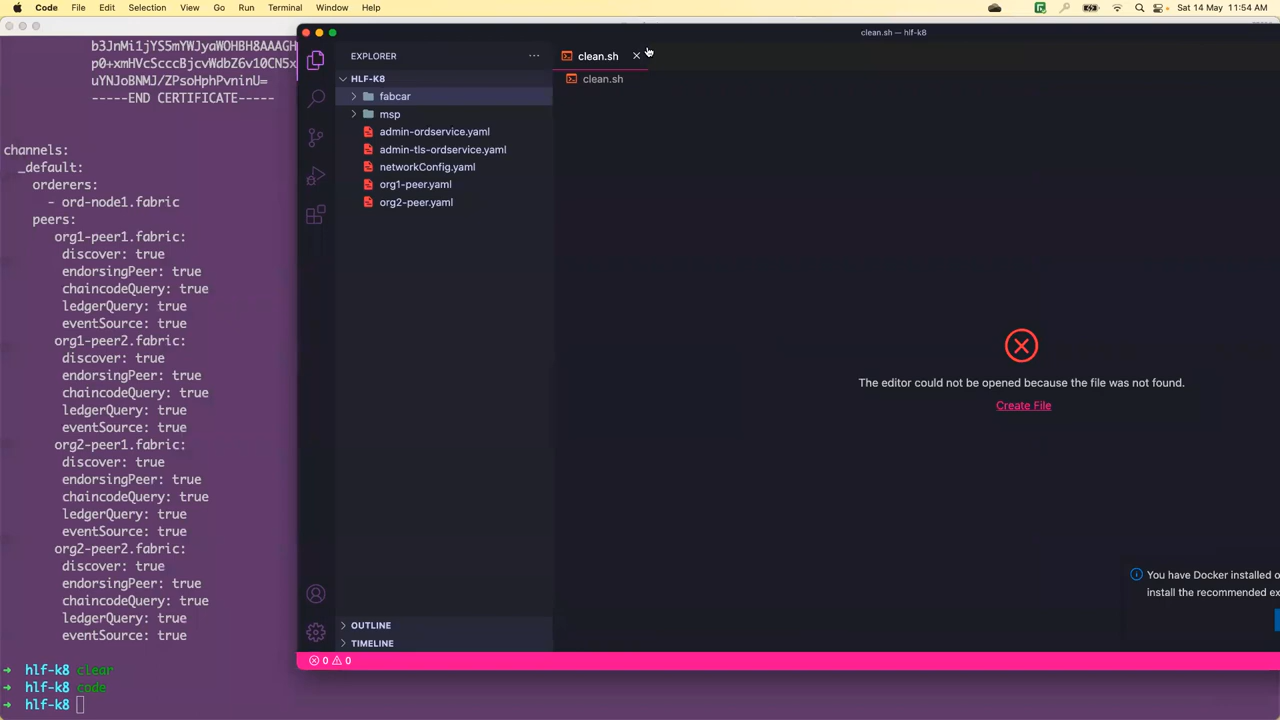 Code File Edit Selection View Go Run Terminal Window Help Sat 14 May 11:54 AM
clean.sh — hlf-k8
b3JnMi1jYS5mYWJyaWOHBH8AAAGH
p0+xmHVcScccBjcvWdbZ6v10CN5x
uYNJoBNMJ/ZPsoHphPvninU=
-----END CERTIFICATE-----
channels:
_default:
orderers:
- ord-node1.fabric
peers:
org1-peer1.fabric:
discover: true
endorsingPeer: true
chaincodeQuery: true
ledgerQuery: true
eventSource: true
org1-peer2.fabric:
discover: true
endorsingPeer: true
chaincodeQuery: true
ledgerQuery: true
eventSource: true
org2-peer1.fabric:
discover: true
endorsingPeer: true
chaincodeQuery: true
ledgerQuery: true
eventSource: true
org2-peer2.fabric:
discover: true
endorsingPeer: true
chaincodeQuery: true
ledgerQuery: true
eventSource: true
→ hlf-k8 clear
→ hlf-k8 code
→ hlf-k8
EXPLORER ···
HLF-K8
fabcar
msp
admin-ordservice.yaml
admin-tls-ordservice.yaml
networkConfig.yaml
org1-peer.yaml
org2-peer.yaml
OUTLINE
TIMELINE
0 0
clean.sh
clean.sh
The editor could not be opened because the file was not found.
Create File
You have Docker installed
install the recommended